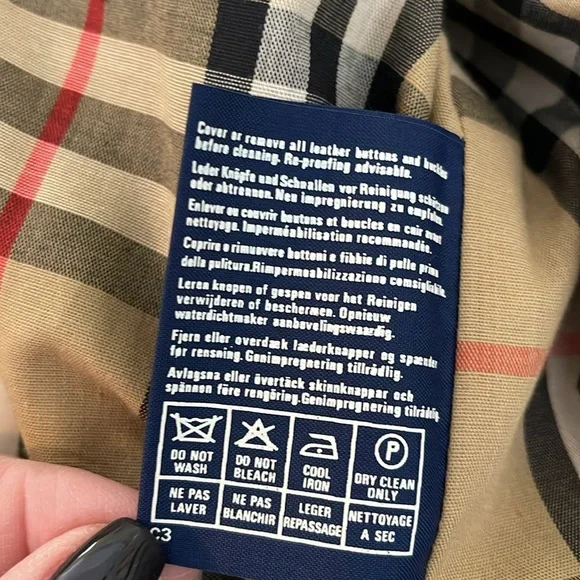 Cover or remove all leather buttons and buckles
before cleaning. Re-proofing advisable.
Leder Knöpfe und Schnallen vor Reinigung schützen
oder abtrennen. Neu impregnierung zu empfehlen.
Enlever ou couvrir boutons et boucles en cuir avant
nettoyage. Imperméabilisation recommandée.
Coprire o rimuovere bottoni e fibbie di pelle prima
della pulitura. Rimpermeabilizzazione consigliabile.
Leren knopen of gespen voor het Reinigen
verwijderen of beschermen. Opnieuw
waterdichtmaker aanbevelingswaardig.
Fjern eller overdæk læderknapper og spænder
før rensning. Genimprægnering tilrådlig.
Avlagsna eller övertäck skinnknappar och
spännen före rengöring. Genimpregnering tilrådig
DO NOT WASH
DO NOT BLEACH
COOL IRON
P
DRY CLEAN ONLY
NE PAS LAVER
NE PAS BLANCHIR
LEGER REPASSAGE
NETTOYAGE A SEC
C3